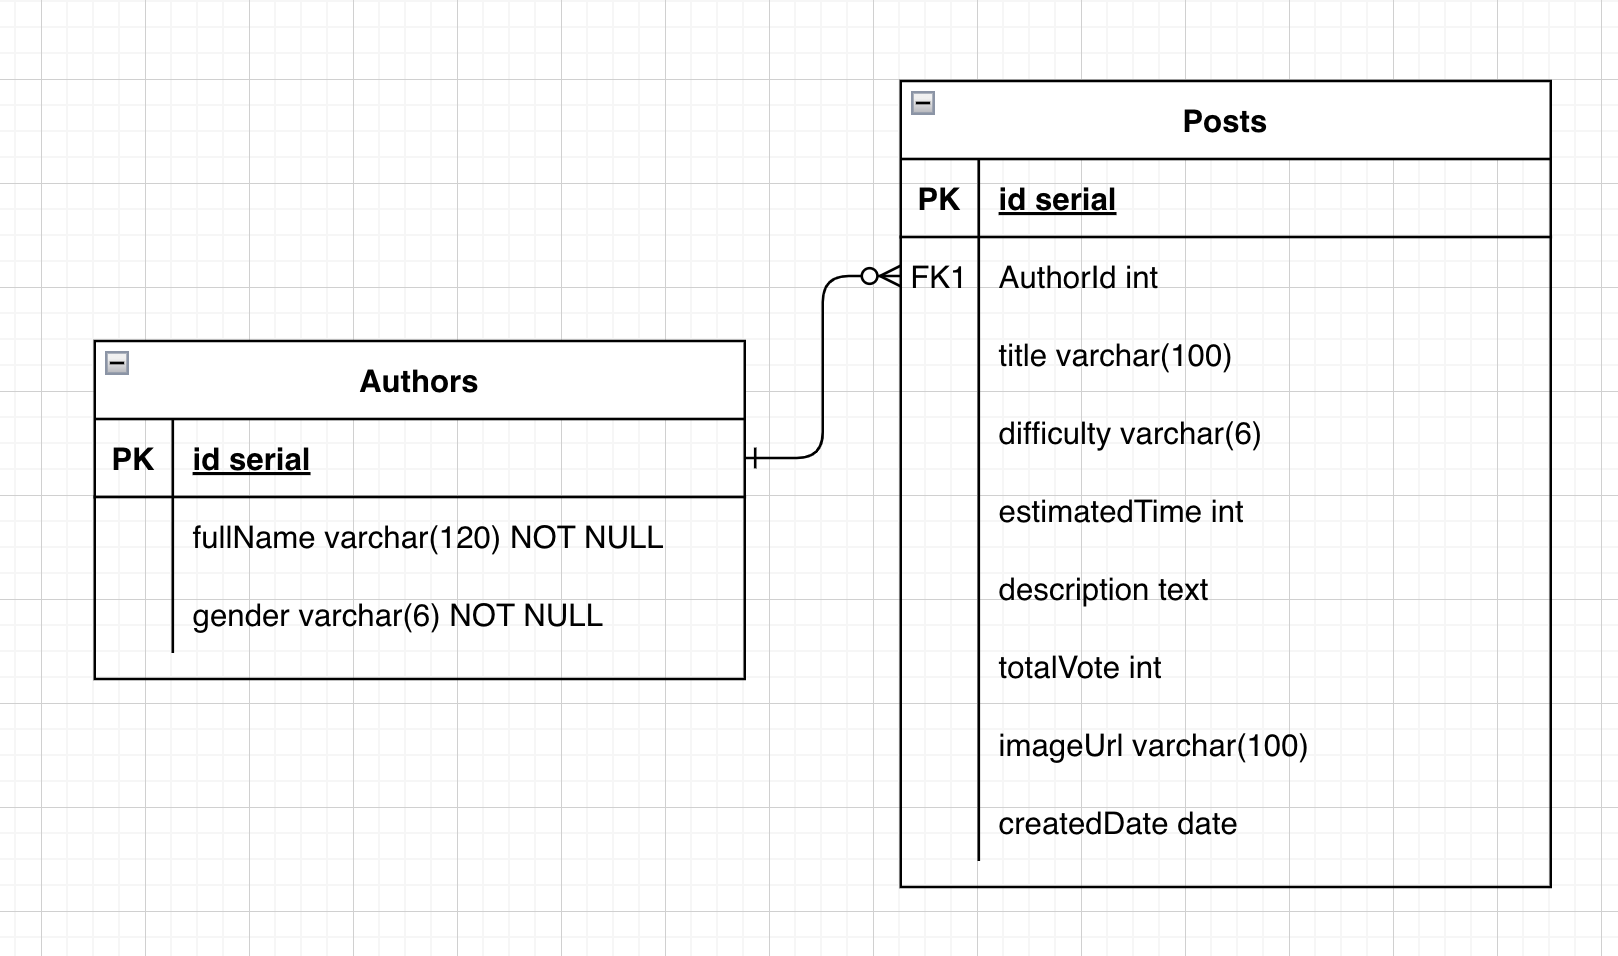 Authors
PK id serial
fullName varchar(120) NOT NULL
gender varchar(6) NOT NULL
Posts
PK id serial
FK1 AuthorId int
title varchar(100)
difficulty varchar(6)
estimatedTime int
description text
totalVote int
imageUrl varchar(100)
createdDate date